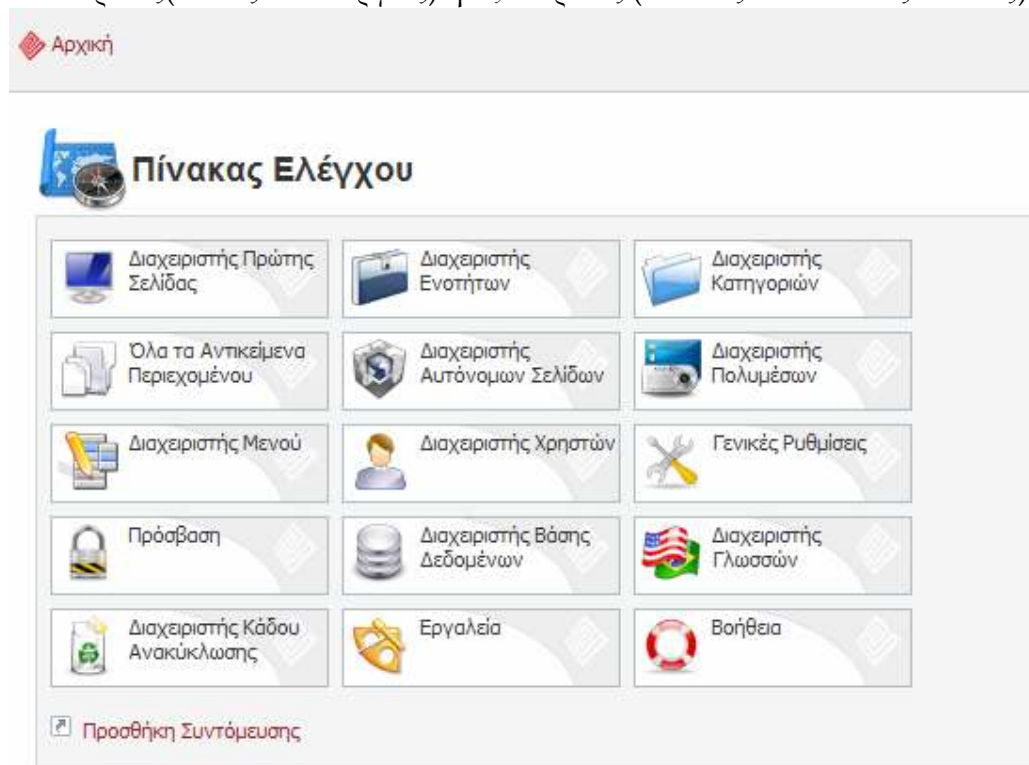 Αρχική
Πίνακας Ελέγχου
Διαχειριστής Πρώτης
Σελίδας
Διαχειριστής
Ενοτήτων
Διαχειριστής
Κατηγοριών
Όλα τα Αντικείμενα
Περιεχομένου
Διαχειριστής
Αυτόνομων Σελίδων
Διαχειριστής
Πολυμέσων
Διαχειριστής Μενού
Διαχειριστής Χρηστών
Γενικές Ρυθμίσεις
Πρόσβαση
Διαχειριστής Βάσης
Δεδομένων
Διαχειριστής
Γλωσσών
Διαχειριστής Κάδου
Ανακύκλωσης
Εργαλεία
Βοήθεια
Προσθήκη Συντόμευσης